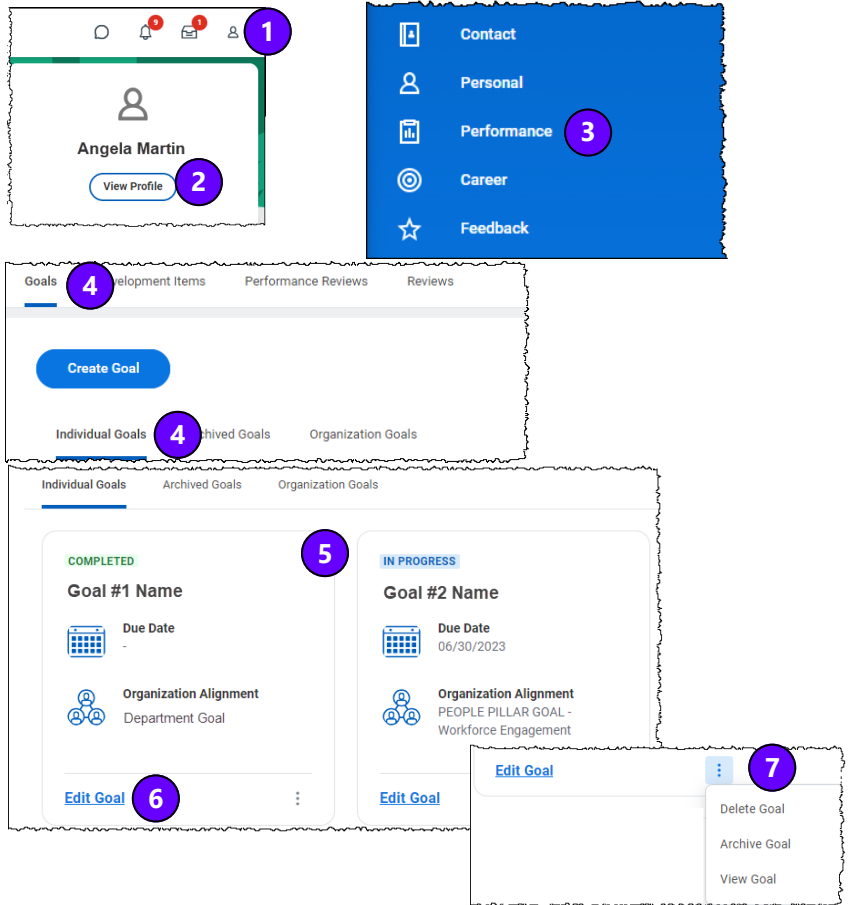 9
1
1
Angela Martin
View Profile
2
Contact
Personal
Performance
3
Career
Feedback
Goals
4
velopment Items
Performance Reviews
Reviews
Create Goal
Individual Goals
4
chived Goals
Organization Goals
Individual Goals
Archived Goals
Organization Goals
5
COMPLETED
Goal #1 Name
Due Date
-
Organization Alignment
Department Goal
Edit Goal
6
IN PROGRESS
Goal #2 Name
Due Date
06/30/2023
Organization Alignment
PEOPLE PILLAR GOAL -
Workforce Engagement
Edit Goal
Edit Goal
7
Delete Goal
Archive Goal
View Goal